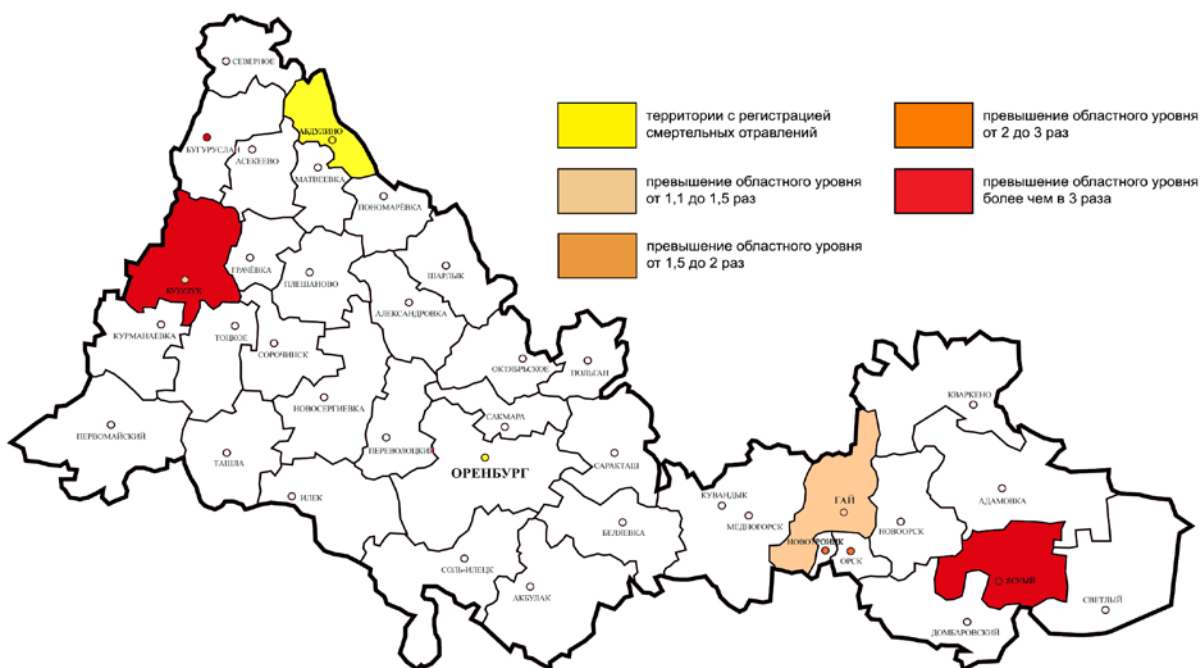 СЕВЕРНОЕ
АБДУЛИНО
БУГУРУСЛАН
АСЕКЕЕВО
МАТВЕЕВКА
ПОНОМАРЁВКА
территории с регистрацией
смертельных отравлений
превышение областного уровня
от 1,1 до 1,5 раз
превышение областного уровня
от 1,5 до 2 раз
превышение областного уровня
от 2 до 3 раз
превышение областного уровня
более чем в 3 раза
ГРАЧЁВКА
БУЗУЛУК
ПЛЕШАНОВО
ШАРЛЫК
АЛЕКСАНДРОВКА
КУРМАНАЕВКА
ТОЦКОЕ
СОРОЧИНСК
ОКТЯБРЬСКОЕ
ТЮЛЬГАН
НОВОСЕРГИЕВКА
САКМАРА
КВАРКЕНО
ПЕРВОМАЙСКИЙ
ТАШЛА
ПЕРЕВОЛОЦКИЙ
ОРЕНБУРГ
САРАКТАШ
ИЛЕК
КУВАНДЫК
МЕДНОГОРСК
ГАЙ
НОВООРСК
АДАМОВКА
БЕЛЯЕВКА
НОВОТРОИЦК
ОРСК
СОЛЬ-ИЛЕЦК
АКБУЛАК
ЯСНЫЙ
СВЕТЛЫЙ
ДОМБАРОВСКИЙ